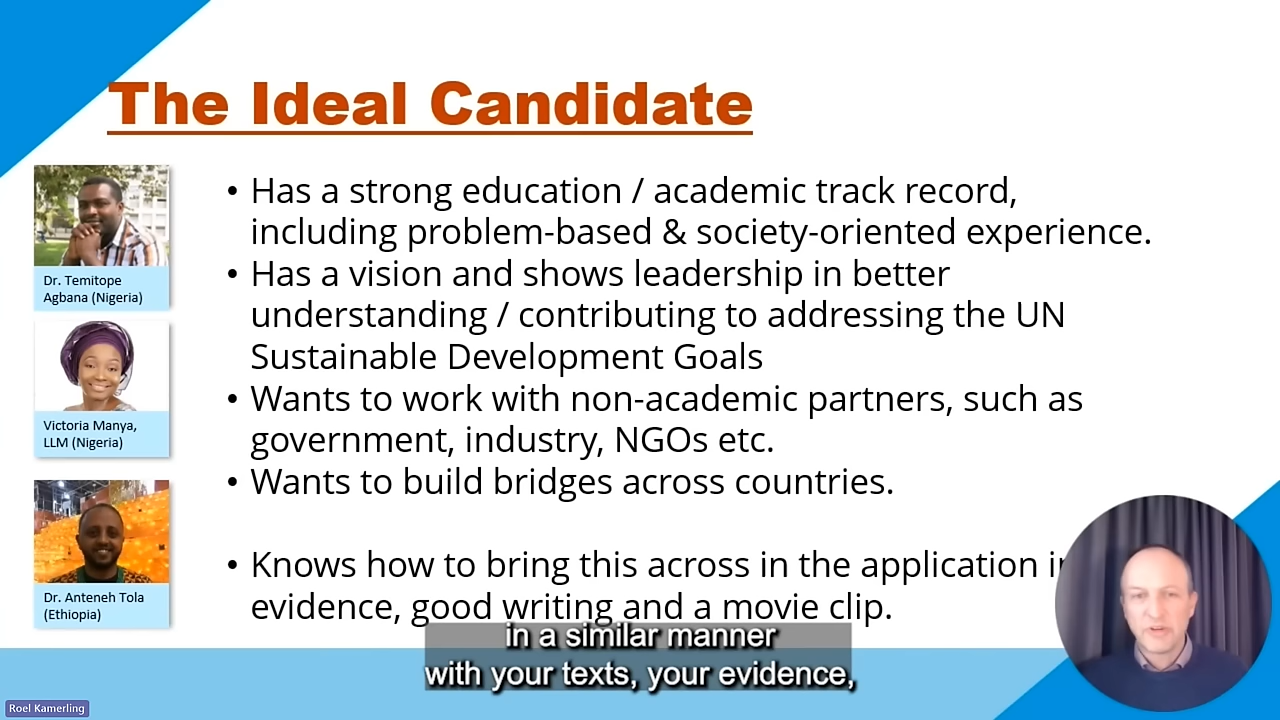 The Ideal Candidate
Dr. Temitope
Agbana (Nigeria)
Victoria Manya,
LLM (Nigeria)
Dr. Anteneh Tola
(Ethiopia)
• Has a strong education / academic track record,
including problem-based & society-oriented experience.
• Has a vision and shows leadership in better
understanding / contributing to addressing the UN
Sustainable Development Goals
• Wants to work with non-academic partners, such as
government, industry, NGOs etc.
• Wants to build bridges across countries.
• Knows how to bring this across in the application
evidence, good writing and a movie clip.
in a similar manner
with your texts, your evidence,
Roel Kamerling